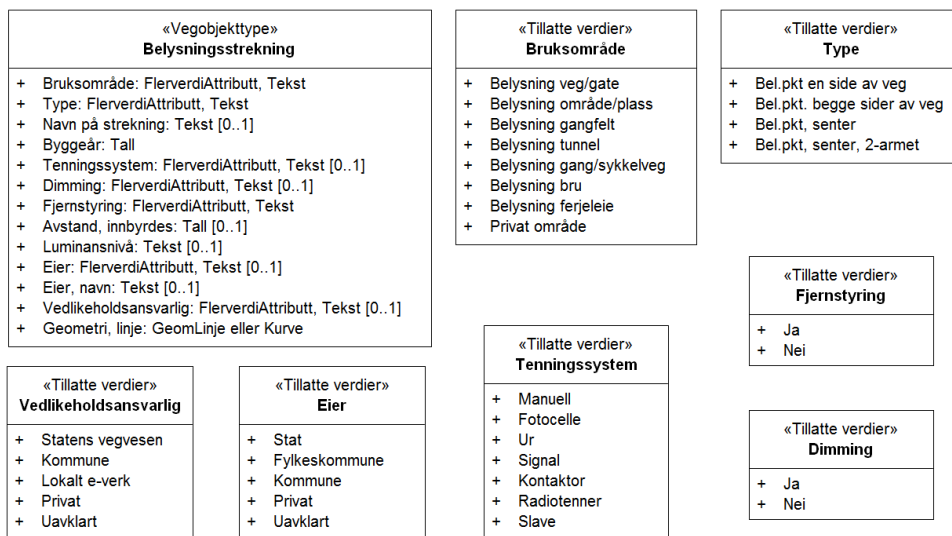 «Vegobjekttype»
Belysningsstrekning
+ Bruksområde: FlerverdiAttributt, Tekst
+ Type: FlerverdiAttributt, Tekst
+ Navn på strekning: Tekst [0..1]
+ Byggeår: Tall
+ Tenningssystem: FlerverdiAttributt, Tekst [0..1]
+ Dimming: FlerverdiAttributt, Tekst [0..1]
+ Fjernstyring: FlerverdiAttributt, Tekst
+ Avstand, innbyrdes: Tall [0..1]
+ Luminansnivå: Tekst [0..1]
+ Eier: FlerverdiAttributt, Tekst [0..1]
+ Eier, navn: Tekst [0..1]
+ Vedlikeholdsansvarlig: FlerverdiAttributt, Tekst [0..1]
+ Geometri, linje: GeomLinje eller Kurve
«Tillatte verdier»
Bruksområde
+ Belysning veg/gate
+ Belysning område/plass
+ Belysning gangfelt
+ Belysning tunnel
+ Belysning gang/sykkelveg
+ Belysning bru
+ Belysning ferjeleie
+ Privat område
«Tillatte verdier»
Type
+ Bel.pkt en side av veg
+ Bel.pkt. begge sider av veg
+ Bel.pkt, senter
+ Bel.pkt, senter, 2-armet
«Tillatte verdier»
Fjernstyring
+ Ja
+ Nei
«Tillatte verdier»
Vedlikeholdsansvarlig
+ Statens vegvesen
+ Kommune
+ Lokalt e-verk
+ Privat
+ Uavklart
«Tillatte verdier»
Eier
+ Stat
+ Fylkeskommune
+ Kommune
+ Privat
+ Uavklart
«Tillatte verdier»
Tenningssystem
+ Manuell
+ Fotocelle
+ Ur
+ Signal
+ Kontaktor
+ Radiotenner
+ Slave
«Tillatte verdier»
Dimming
+ Ja
+ Nei